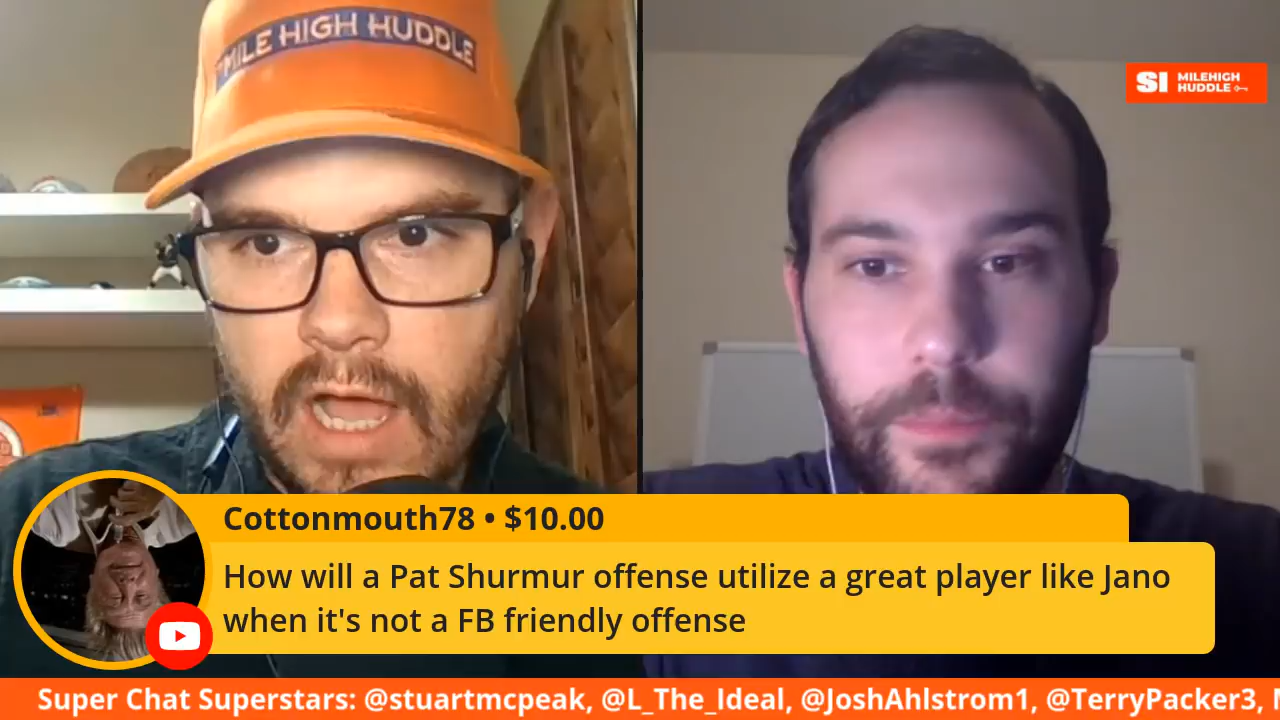 MILE HIGH HUDDLE
SI MILEHIGH
HUDDLE
Cottonmouth78 • $10.00
How will a Pat Shurmur offense utilize a great player like Jano
when it's not a FB friendly offense
Super Chat Superstars: @stuartmcpeak, @L_The_Ideal, @JoshAhlstrom1, @TerryPacker3,